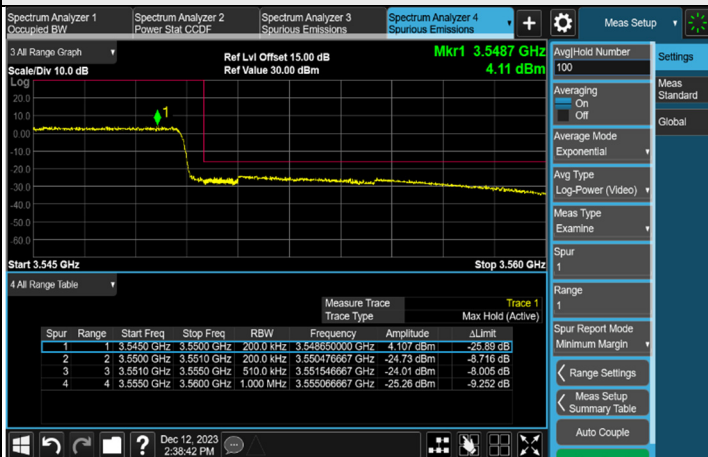 Spectrum Analyzer 1
Occupied BW
Spectrum Analyzer 2
Power Stat CCDF
Spectrum Analyzer 3
Spurious Emissions
Spectrum Analyzer 4
Spurious Emissions
Meas Setup
3 All Range Graph
Scale/Div 10.0 dB
Ref Lvl Offset 15.00 dB
Ref Value 30.00 dBm
Mkr1 3.5487 GHz
4.11 dBm
Log
20.0
10.0
0.00
-10.0
-20.0
-30.0
-40.0
-50.0
-60.0
1
Start 3.545 GHz
Stop 3.560 GHz
4 All Range Table
Measure Trace Trace 1
Trace Type Max Hold (Active)
Spur Range Start Freq Stop Freq RBW Frequency Amplitude ΔLimit
1 1 3.5450 GHz 3.5500 GHz 200.0 kHz 3.548650000 GHz 4.107 dBm -25.89 dB
2 2 3.5500 GHz 3.5510 GHz 200.0 kHz 3.550476667 GHz -24.73 dBm -8.716 dB
3 3 3.5510 GHz 3.5550 GHz 510.0 kHz 3.551546667 GHz -24.01 dBm -8.005 dB
4 4 3.5550 GHz 3.5600 GHz 1.000 MHz 3.555066667 GHz -25.26 dBm -9.252 dB
Avg|Hold Number
100
Averaging
On
Off
Average Mode
Exponential
Avg Type
Log-Power (Video)
Meas Type
Examine
Spur
1
Range
1
Spur Report Mode
Minimum Margin
Range Settings
Meas Setup
Summary Table
Auto Couple
Settings
Meas
Standard
Global
Dec 12, 2023
2:38:42 PM